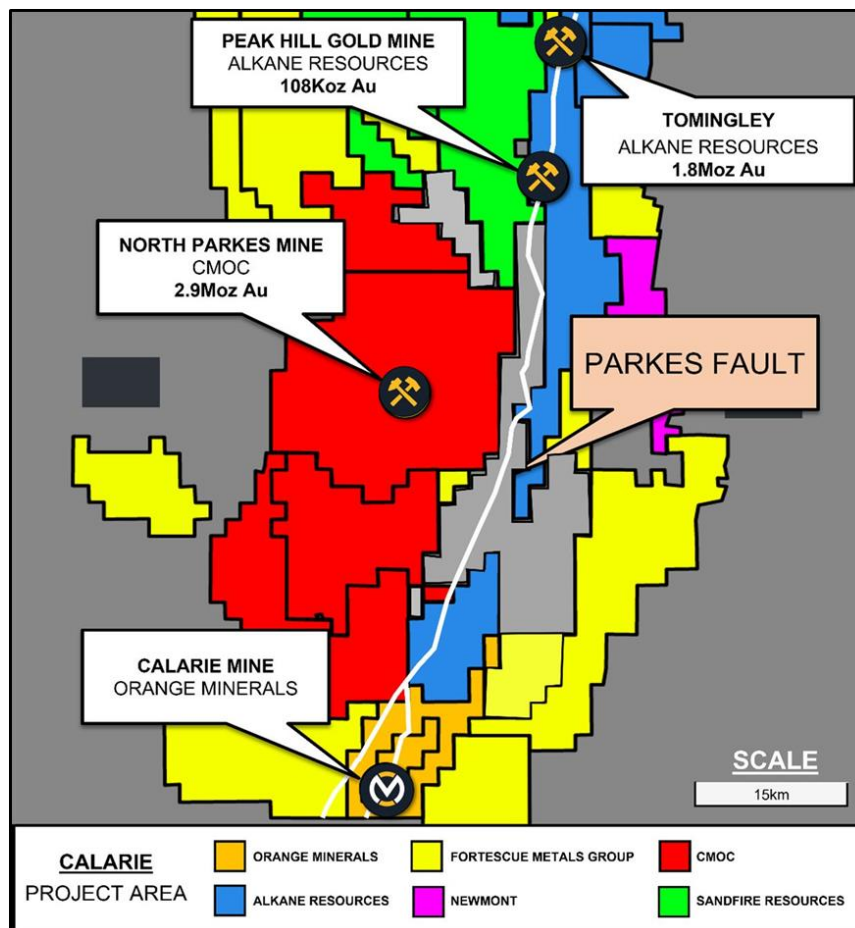 PEAK HILL GOLD MINE
ALKANE RESOURCES
108Koz Au
TOMINGLEY
ALKANE RESOURCES
1.8Moz Au
NORTH PARKES MINE
CMOC
2.9Moz Au
PARKES FAULT
CALARIE MINE
ORANGE MINERALS
SCALE
15km
CALARIE
PROJECT AREA
ORANGE MINERALS
FORTESCUE METALS GROUP
CMOC
ALKANE RESOURCES
NEWMONT
SANDFIRE RESOURCES